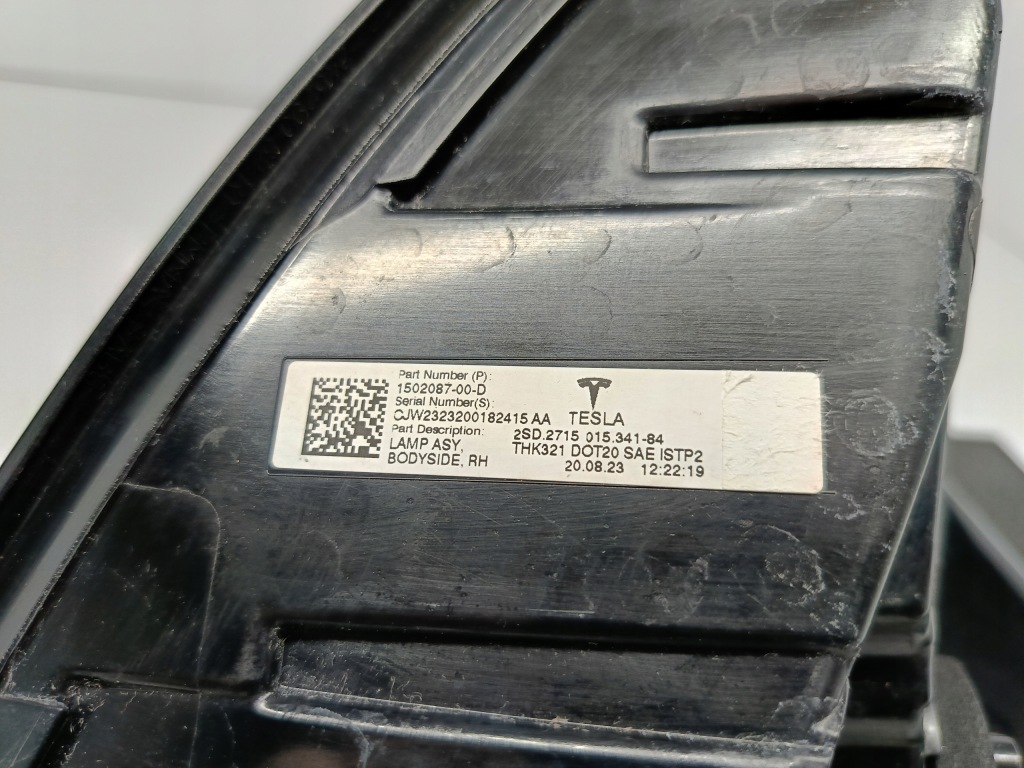 Part Number (P):
1502087-00-D
Serial Number(S):
CJW2323200182415 AA TESLA
Part Description: 2SD.2715 015.341-84
LAMP ASY, THK321 DOT20 SAE ISTP2
BODYSIDE, RH 20.08.23 12:22:19